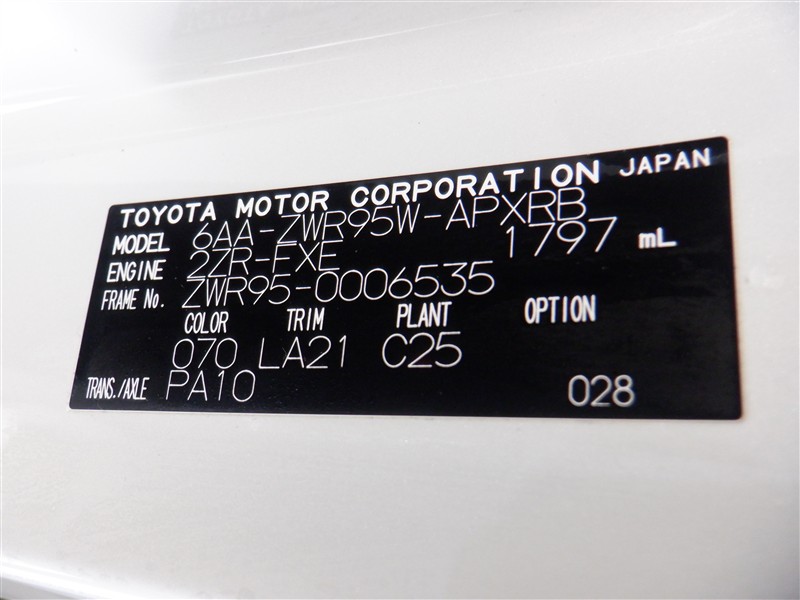 TOYOTA MOTOR CORPORATION JAPAN
MODEL 6AA-ZWR95W-APXRB
ENGINE 2ZR-FXE 1797 mL
FRAME No. ZWR95-0006535
COLOR TRIM PLANT OPTION
070 LA21 C25
TRANS./AXLE PA10 028